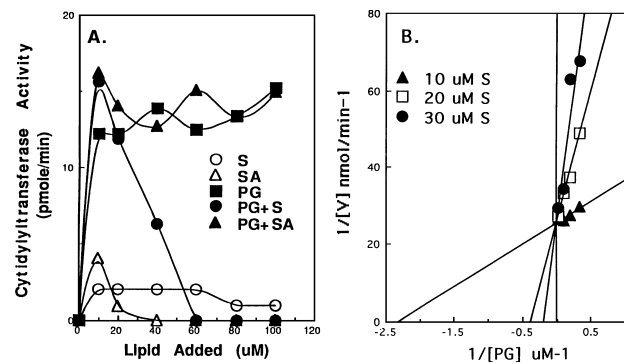 A.
20
10
0
0
20
40
60
80
100
120
Cytidylyltransferase Activity
(pmole/min)
Lipid Added (uM)
S
SA
PG
PG+S
PG+SA
B.
80
60
40
20
0
-2.5
-1.5
-0.5
0.5
1/[V] nmol/min-1
1/[PG] uM-1
10 uM S
20 uM S
30 uM S